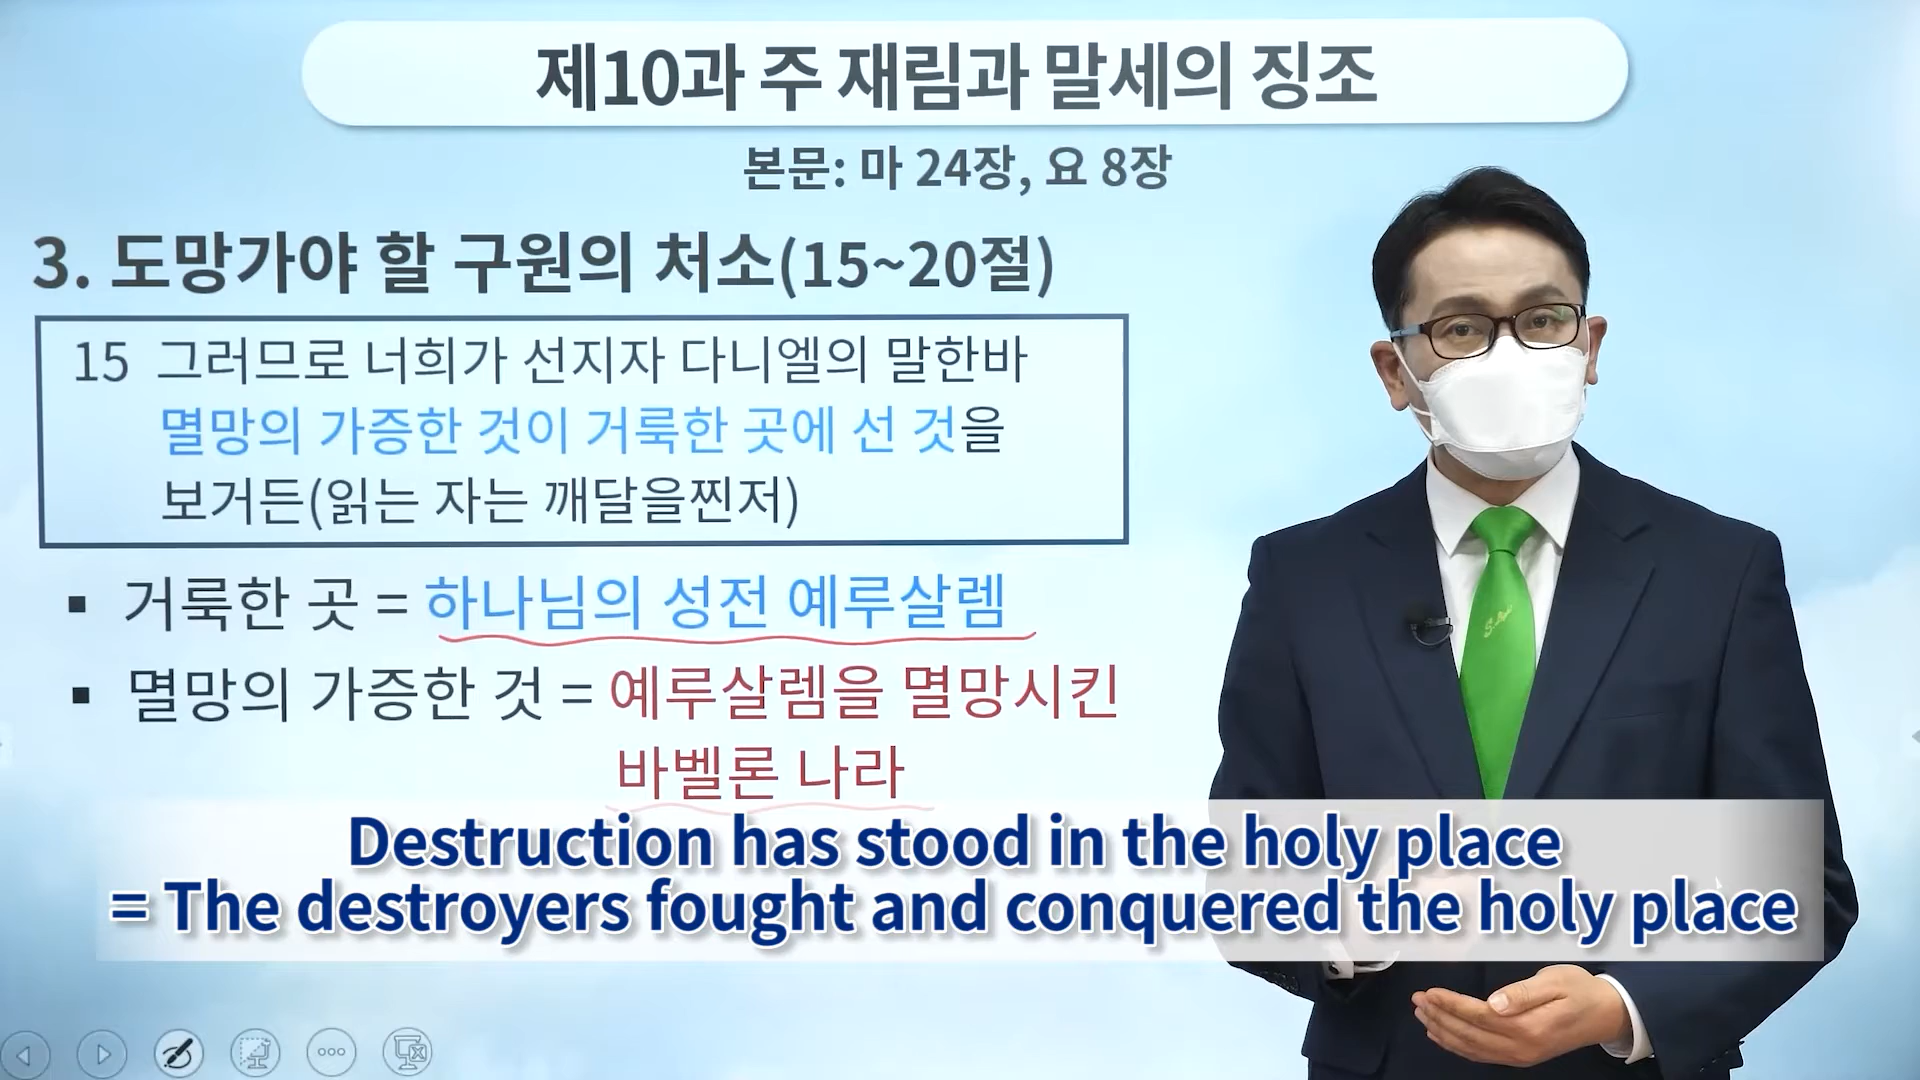 제10과 주 재림과 말세의 징조
본문: 마 24장, 요 8장
3. 도망가야 할 구원의 처소(15~20절)
15 그러므로 너희가 선지자 다니엘의 말한바
멸망의 가증한 것이 거룩한 곳에 선 것을
보거든(읽는 자는 깨달을찐저)
▪ 거룩한 곳 = 하나님의 성전 예루살렘
▪ 멸망의 가증한 것 = 예루살렘을 멸망시킨
바벨론 나라
Destruction has stood in the holy place
= The destroyers fought and conquered the holy place